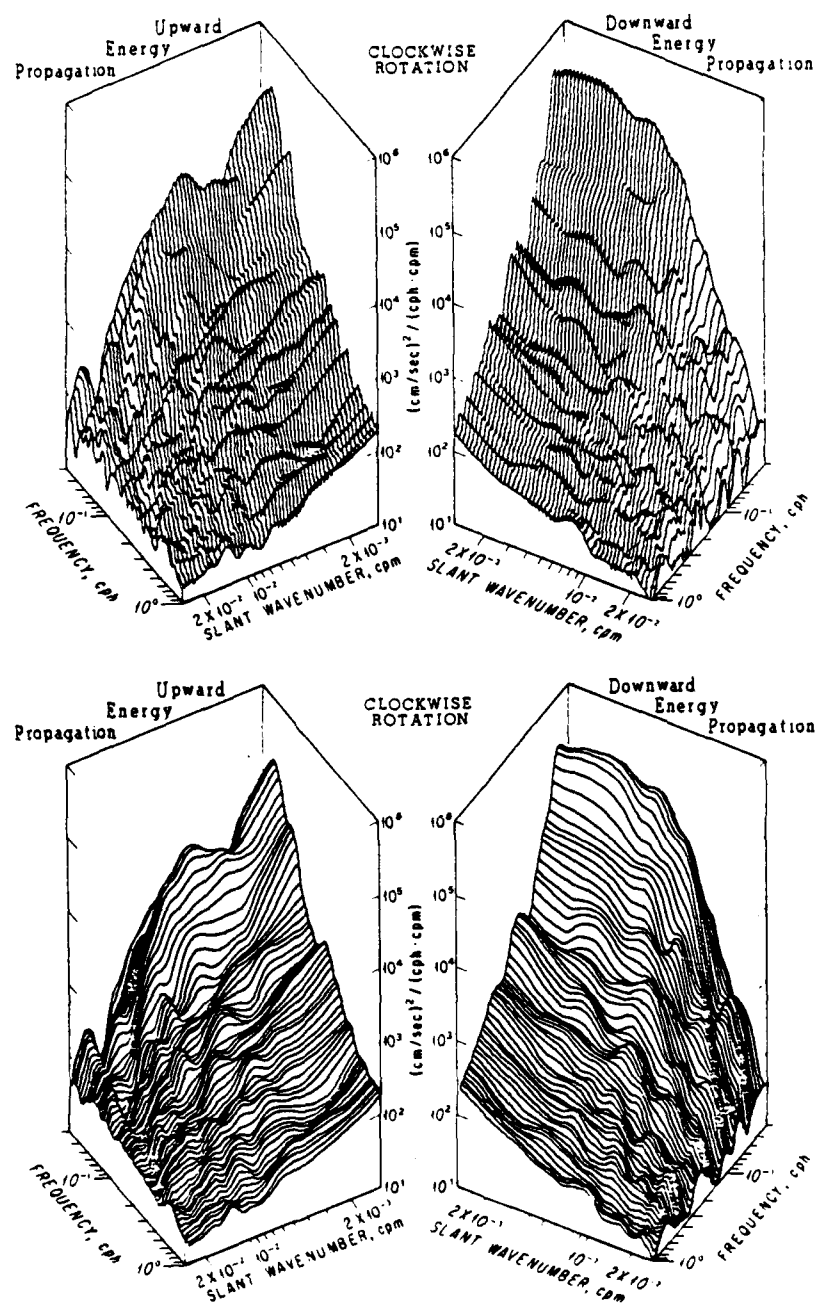 Upward
Energy
Propagation
CLOCKWISE
ROTATION
Downward
Energy
Propagation
10⁶
10⁵
10⁴
10³
10²
10¹
(cm/sec)²/(cph·cpm)
10⁶
10⁵
10⁴
10³
10²
10¹
FREQUENCY, cph
10⁻¹
10⁰
2X10⁻² 10⁻² 2X10⁻³
SLANT WAVENUMBER, cpm
2X10⁻³ 10⁻² 2X10⁻²
SLANT WAVENUMBER, cpm
10⁻¹
10⁰
FREQUENCY, cph
Upward
Energy
Propagation
CLOCKWISE
ROTATION
Downward
Energy
Propagation
10⁶
10⁵
10⁴
10³
10²
10¹
(cm/sec)²/(cph·cpm)
10⁶
10⁵
10⁴
10³
10²
10¹
FREQUENCY, cph
10⁻¹
10⁰
2X10⁻² 10⁻² 2X10⁻³
SLANT WAVENUMBER, cpm
SLANT WAVENUMBER, cpm
10⁻¹
10⁰
FREQUENCY, cph